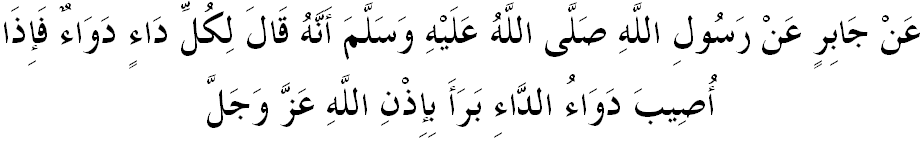 عَنْ جَابِرٍ عَنْ رَسُولِ اللَّهِ صَلَّى اللَّهُ عَلَيْهِ وَسَلَّمَ أَنَّهُ قَالَ لِكُلِّ دَاءٍ دَوَاءٌ فَإِذَا
أُصِيبَ دَوَاءُ الدَّاءِ بَرَأَ بِإِذْنِ اللَّهِ عَزَّ وَجَلَّ